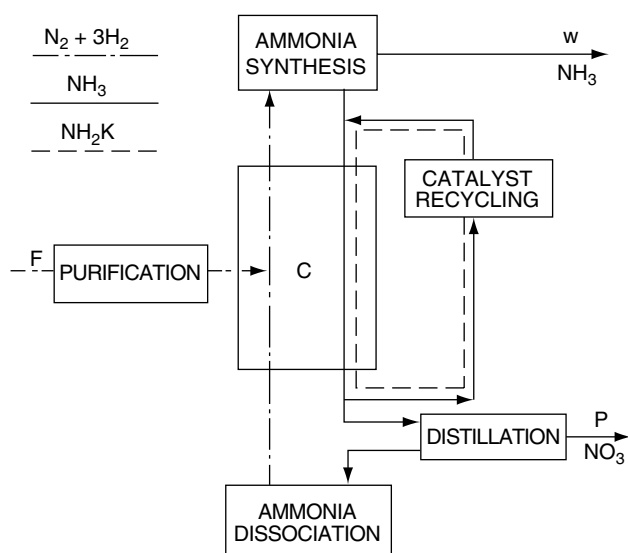 N₂ + 3H₂
NH₃
NH₂K
AMMONIA
SYNTHESIS
w
NH₃
CATALYST
RECYCLING
F
PURIFICATION
C
DISTILLATION
P
NO₃
AMMONIA
DISSOCIATION